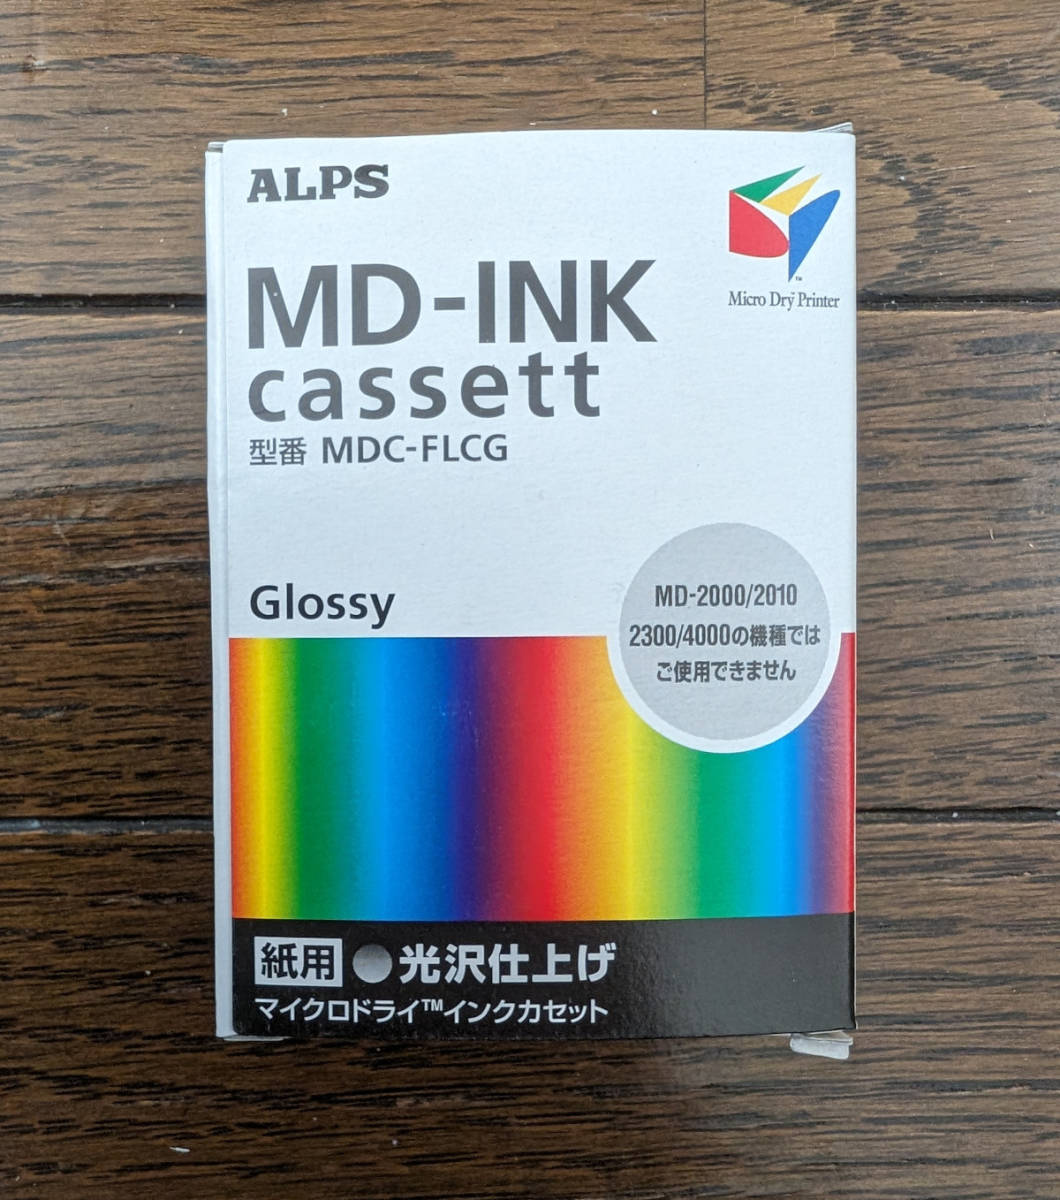 ALPS
Micro Dry™ Printer
MD-INK
cassett
型番 MDC-FLCG
Glossy
MD-2000/2010
2300/4000の機種では
ご使用できません
紙用 光沢仕上げ
マイクロドライ™インクカセット